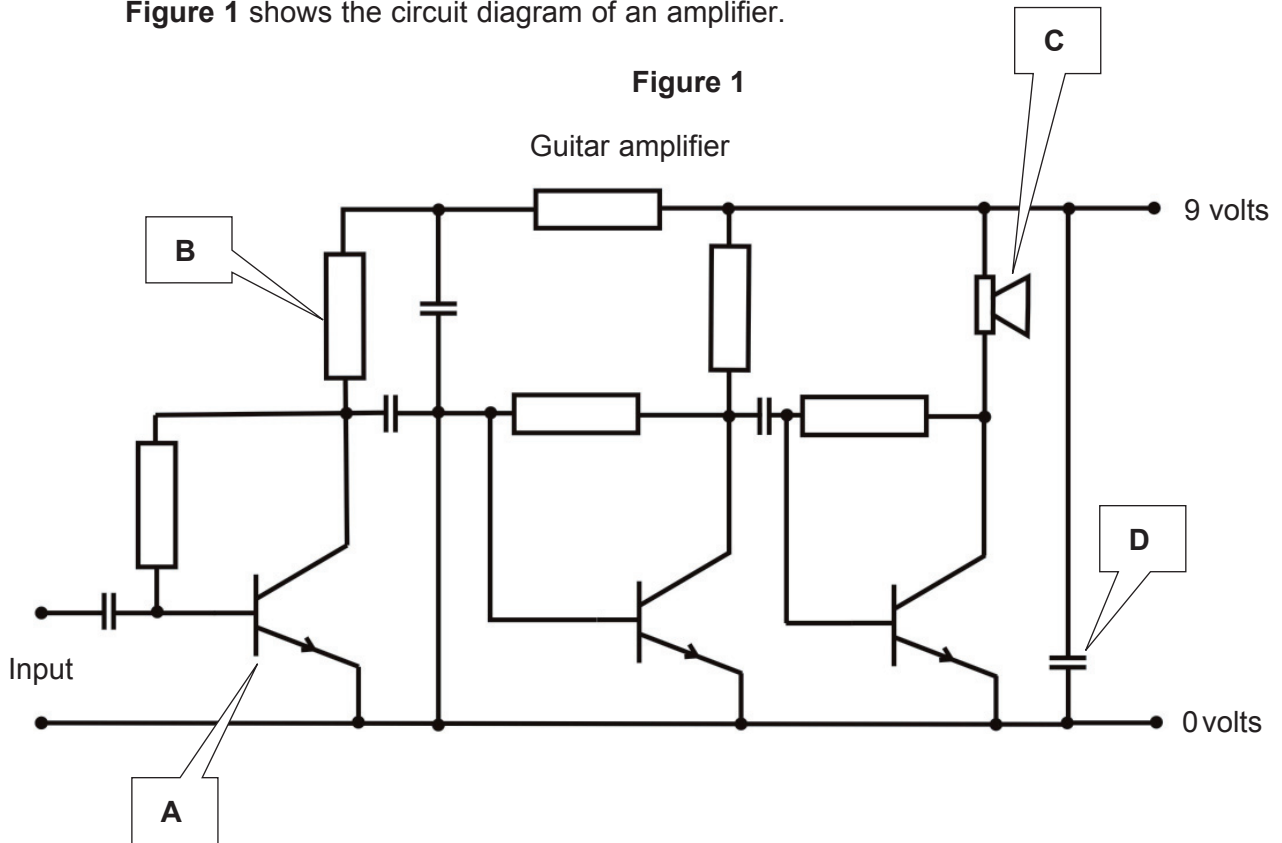 Figure 1 shows the circuit diagram of an amplifier.
C
Figure 1
Guitar amplifier
9 volts
B
D
Input
0 volts
A